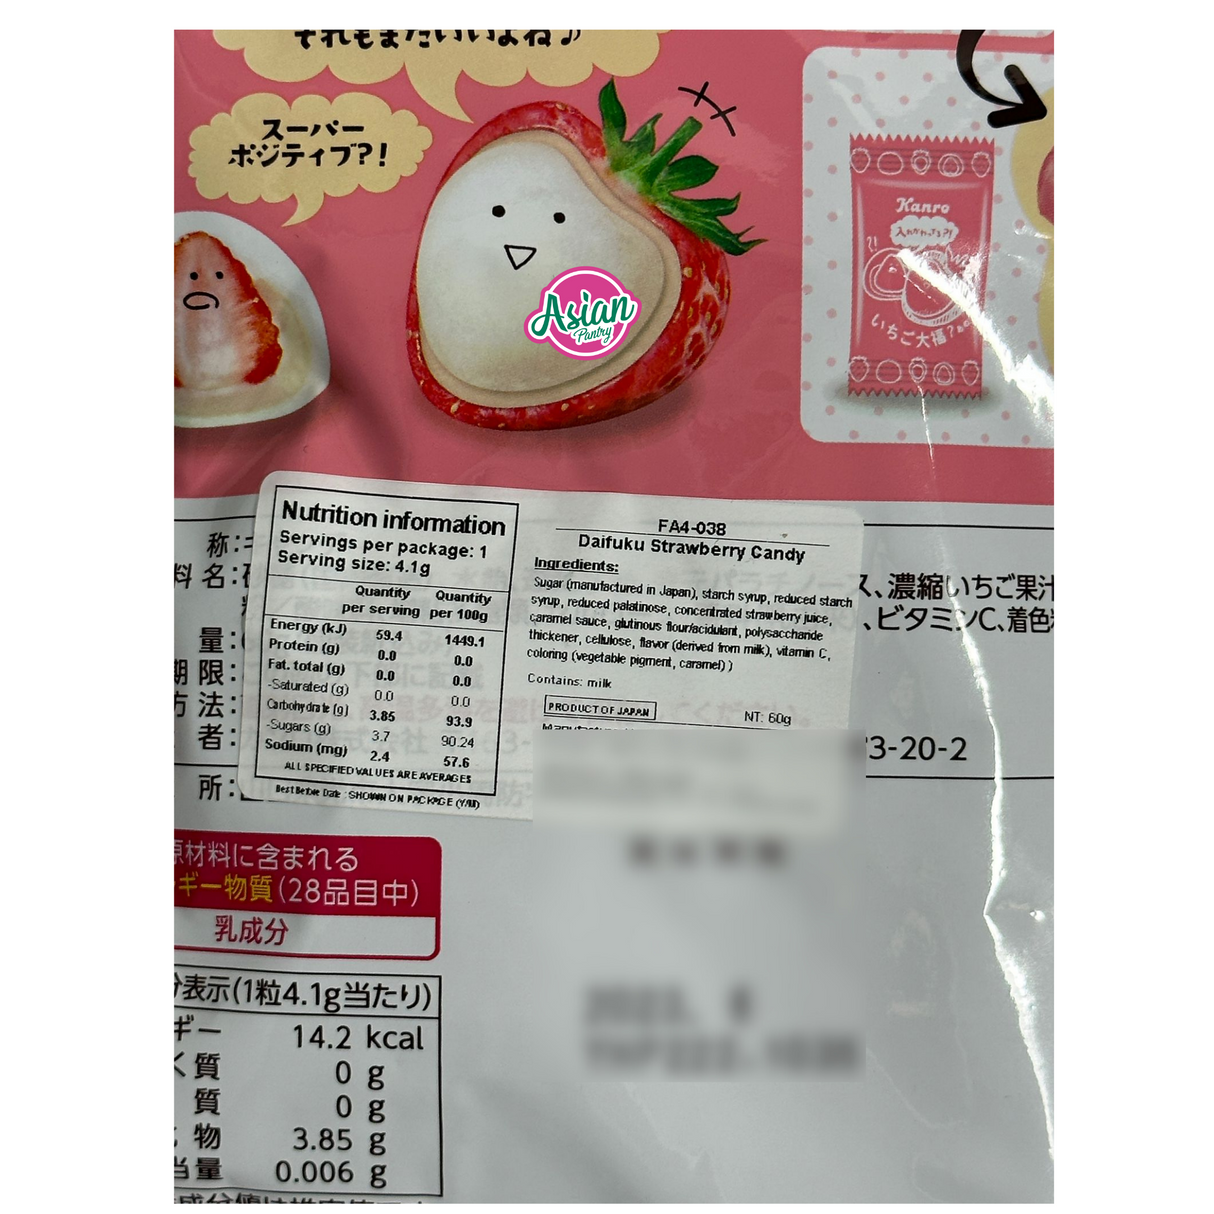 それもまたいいよね♪
スーパー
ポジティブ?!
Kanro
いちご大福?
Asian
Pantry
Nutrition information
Servings per package: 1
Serving size: 4.1g
Quantity Quantity
per serving per 100g
Energy (kJ) 59.4 1449.1
Protein (g) 0.0 0.0
Fat. total (g) 0.0 0.0
-Saturated (g) 0.0 0.0
Carbohydrate (g) 3.85 93.9
-Sugars (g) 3.7 90.24
Sodium (mg) 2.4 57.6
ALL SPECIFIED VALUES ARE AVERAGES
Best Before Date : SHOWN ON PACKAGE (Y/M)
FA4-038
Daifuku Strawberry Candy
Ingredients:
Sugar (manufactured in Japan), starch syrup, reduced starch
syrup, reduced palatinose, concentrated strawberry juice,
caramel sauce, glutinous flour/acidulant, polysaccharide
thickener, cellulose, flavor (derived from milk), vitamin C,
coloring (vegetable pigment, caramel) )
Contains: milk
PRODUCT OF JAPAN NT: 60g
称:
料名:
量:
期限:
方法:
者:
所:
ス、濃縮いちご果汁
、ビタミンC、着色料
73-20-2
原材料に含まれる
ギー物質(28品目中)
乳成分
分表示(1粒4.1g当たり)
ギー 14.2 kcal
く質 0 g
質 0 g
物 3.85 g
当量 0.006 g